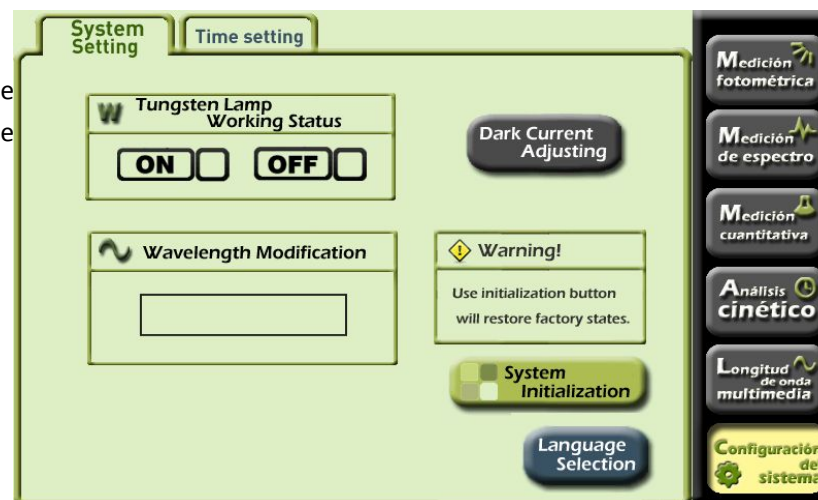 System
Setting
Time setting
e
e
W Tungsten Lamp
Working Status
ON OFF
Dark Current
Adjusting
Wavelength Modification
Warning!
Use initialization button
will restore factory states.
System
Initialization
Language
Selection
Medición
fotométrica
Medición
de espectro
Medición
cuantitativa
Análisis
cinético
Longitud
de onda
multimedia
Configuración
de
sistema